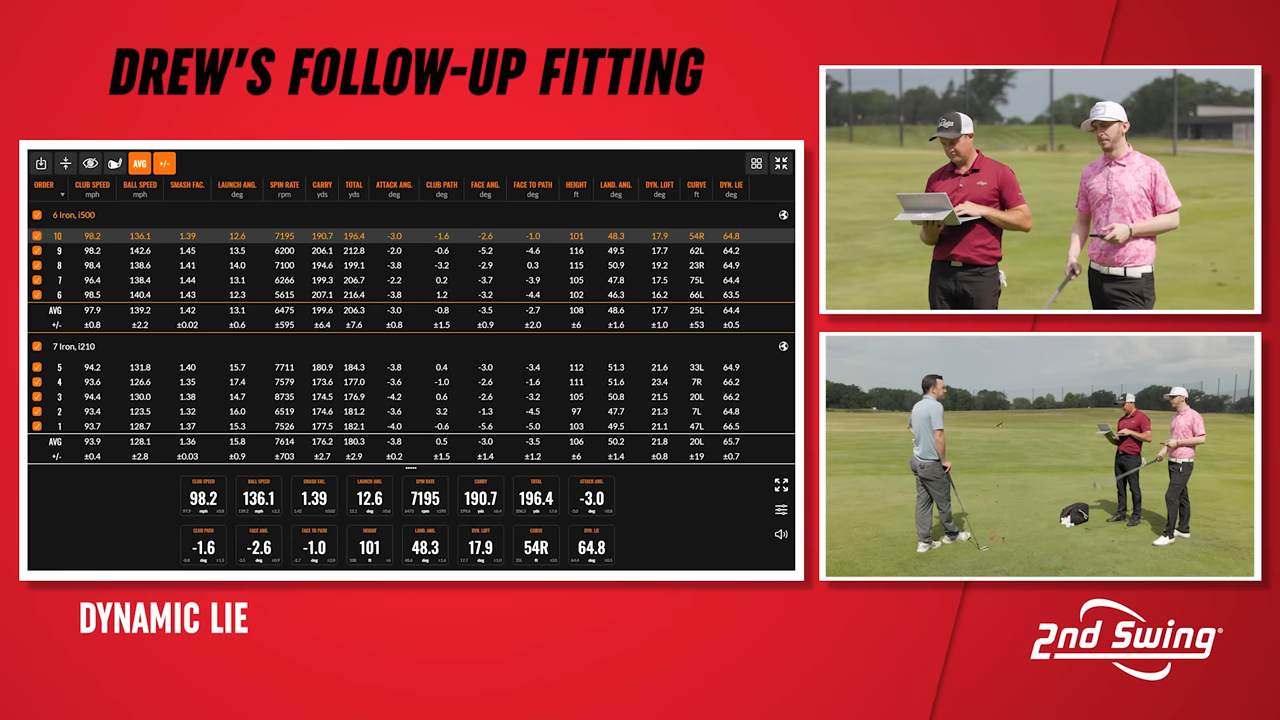 DREW'S FOLLOW-UP FITTING
AVG +/-
ORDER CLUB SPEED BALL SPEED SMASH FAC. LAUNCH ANG. SPIN RATE CARRY TOTAL ATTACK ANG. CLUB PATH FACE ANG. FACE TO PATH HEIGHT LAND. ANG. DYN. LOFT CURVE DYN. LIE
mph mph deg rpm yds yds deg deg deg deg ft deg deg ft deg
6 Iron, i500
10 98.2 136.1 1.39 12.6 7195 190.7 196.4 -3.0 -1.6 -2.6 -1.0 101 48.3 17.9 54R 64.8
9 98.2 142.6 1.45 13.5 6200 206.1 212.8 -2.0 -0.6 -5.2 -4.6 116 49.5 17.7 62L 64.2
8 98.4 138.6 1.41 14.0 7100 194.6 199.1 -3.8 -3.2 -2.9 0.3 115 50.9 19.2 23R 64.9
7 96.4 138.4 1.44 13.1 6266 199.3 206.7 -2.2 0.2 -3.7 -3.9 105 47.8 17.5 75L 64.4
6 98.5 140.4 1.43 12.3 5615 207.1 216.4 -3.8 1.2 -3.2 -4.4 102 46.3 16.2 66L 63.5
AVG 97.9 139.2 1.42 13.1 6475 199.6 206.3 -3.0 -0.8 -3.5 -2.7 108 48.6 17.7 25L 64.4
+/- ±0.8 ±2.2 ±0.02 ±0.6 ±595 ±6.4 ±7.6 ±0.8 ±1.5 ±0.9 ±2.0 ±6 ±1.6 ±1.0 ±53 ±0.5
7 Iron, i210
5 94.2 131.8 1.40 15.7 7711 180.9 184.3 -3.8 0.4 -3.0 -3.4 112 51.3 21.6 33L 64.9
4 93.6 126.6 1.35 17.4 7579 173.6 177.0 -3.6 -1.0 -2.6 -1.6 111 51.6 23.4 7R 66.2
3 94.4 130.0 1.38 14.7 8735 174.5 176.9 -4.2 0.6 -2.6 -3.2 105 50.8 21.5 20L 66.2
2 93.4 123.5 1.32 16.0 6519 174.6 181.2 -3.6 3.2 -1.3 -4.5 97 47.7 21.3 7L 64.8
1 93.7 128.7 1.37 15.3 7526 177.5 182.1 -4.0 -0.6 -5.6 -5.0 103 49.5 21.1 47L 66.5
AVG 93.9 128.1 1.36 15.8 7614 176.2 180.3 -3.8 0.5 -3.0 -3.5 106 50.2 21.8 20L 65.7
+/- ±0.4 ±2.8 ±0.03 ±0.9 ±703 ±2.7 ±2.9 ±0.2 ±1.5 ±1.4 ±1.2 ±6 ±1.4 ±0.8 ±19 ±0.7
CLUB SPEED BALL SPEED SMASH FAC. LAUNCH ANG. SPIN RATE CARRY TOTAL ATTACK ANG.
98.2 136.1 1.39 12.6 7195 190.7 196.4 -3.0
CLUB PATH FACE ANG. FACE TO PATH HEIGHT LAND. ANG. DYN. LOFT CURVE DYN. LIE
-1.6 -2.6 -1.0 101 48.3 17.9 54R 64.8
DYNAMIC LIE
2nd Swing®